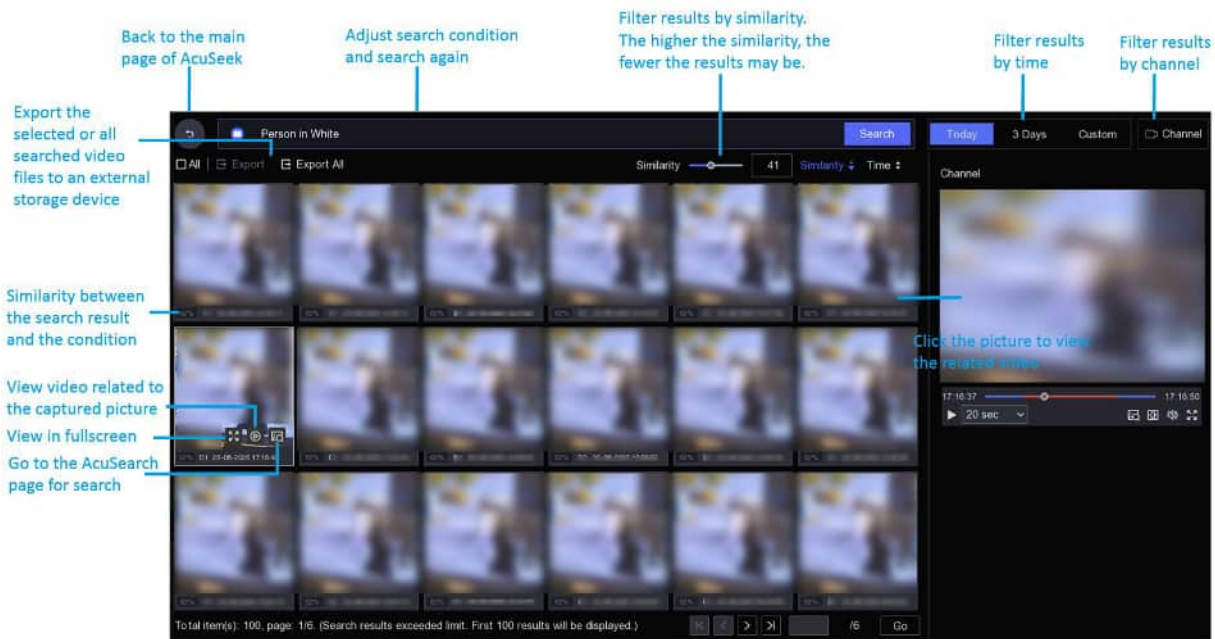 Back to the main
page of AcuSeek
Adjust search condition
and search again
Filter results by similarity.
The higher the similarity, the
fewer the results may be.
Filter results
by time
Filter results
by channel
Export the
selected or all
searched video
files to an external
storage device
Person in White
Search
Today
3 Days
Custom
Channel
All
Export
Export All
Similarity
41
Similarity
Time
Channel
Similarity between
the search result
and the condition
Click the picture to view
the related video
View video related to
the captured picture
View in fullscreen
Go to the AcuSearch
page for search
17:16:37
17:16:50
20 sec
Total item(s): 100, page: 1/6. (Search results exceeded limit. First 100 results will be displayed.)
/6
Go